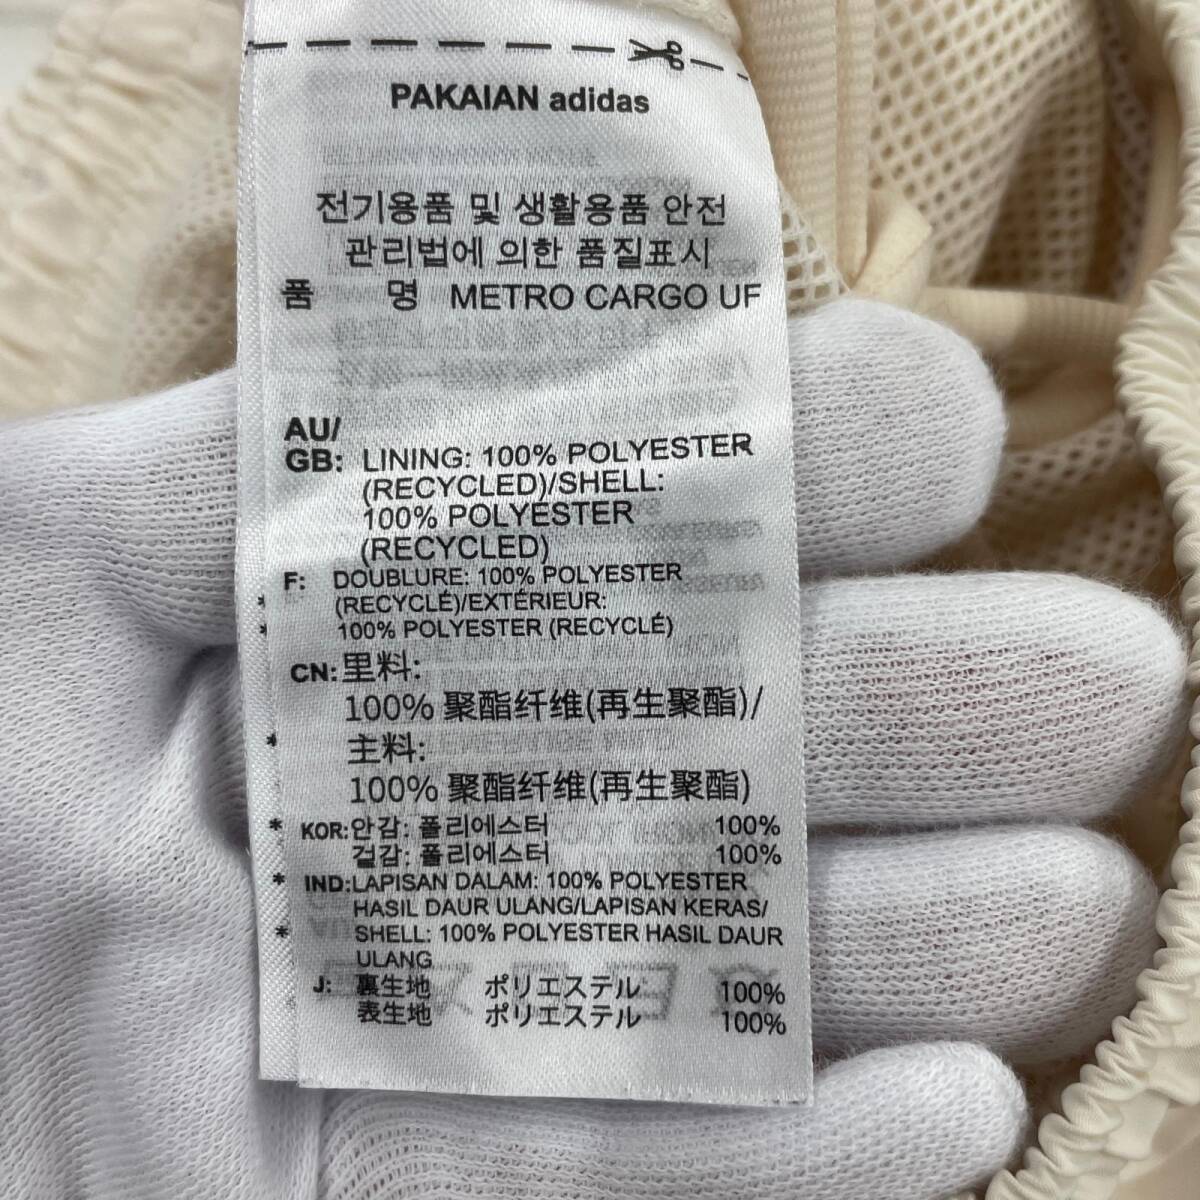 PAKAIAN adidas
전기용품 및 생활용품 안전
관리법에 의한 품질표시
품 명 METRO CARGO UF
AU/
GB: LINING: 100% POLYESTER
(RECYCLED)/SHELL:
100% POLYESTER
(RECYCLED)
F: DOUBLURE: 100% POLYESTER
(RECYCLÉ)/EXTÉRIEUR:
100% POLYESTER (RECYCLÉ)
CN: 里料:
100% 聚酯纤维(再生聚酯)/
主料:
100% 聚酯纤维(再生聚酯)
KOR: 안감: 폴리에스터 100%
겉감: 폴리에스터 100%
IND: LAPISAN DALAM: 100% POLYESTER
HASIL DAUR ULANG/LAPISAN KERAS/
SHELL: 100% POLYESTER HASIL DAUR
ULANG
J: 裏生地 ポリエステル 100%
表生地 ポリエステル 100%